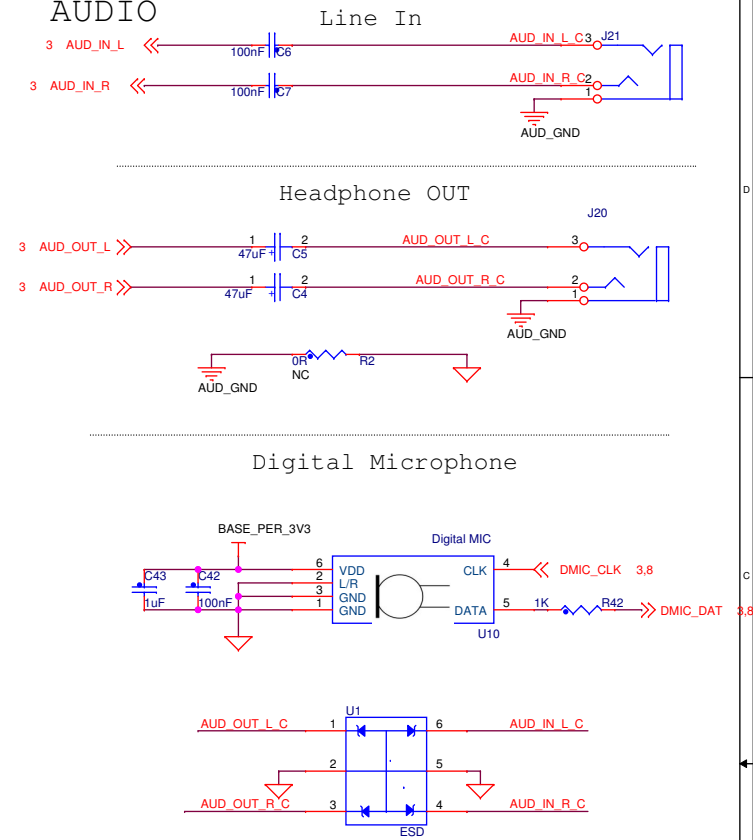 AUDIO
Line In
3 AUD_IN_L
100nF C6
AUD_IN_L_C 3 J21
3 AUD_IN_R
100nF C7
AUD_IN_R_C 2
1
AUD_GND
D
Headphone OUT
J20
3 AUD_OUT_L
1 2
47uF + C5
AUD_OUT_L_C
3
3 AUD_OUT_R
1 2
47uF + C4
AUD_OUT_R_C
2
1
AUD_GND
0R R2
NC
AUD_GND
Digital Microphone
BASE_PER_3V3
Digital MIC
C43
1uF
C42
100nF
6 VDD
2 L/R
3 GND
1 GND
CLK 4
DMIC_CLK 3,8
DATA 5
1K R42
DMIC_DAT 3,8
U10
C
U1
AUD_OUT_L_C 1
6 AUD_IN_L_C
2
5
AUD_OUT_R_C 3
4 AUD_IN_R_C
ESD